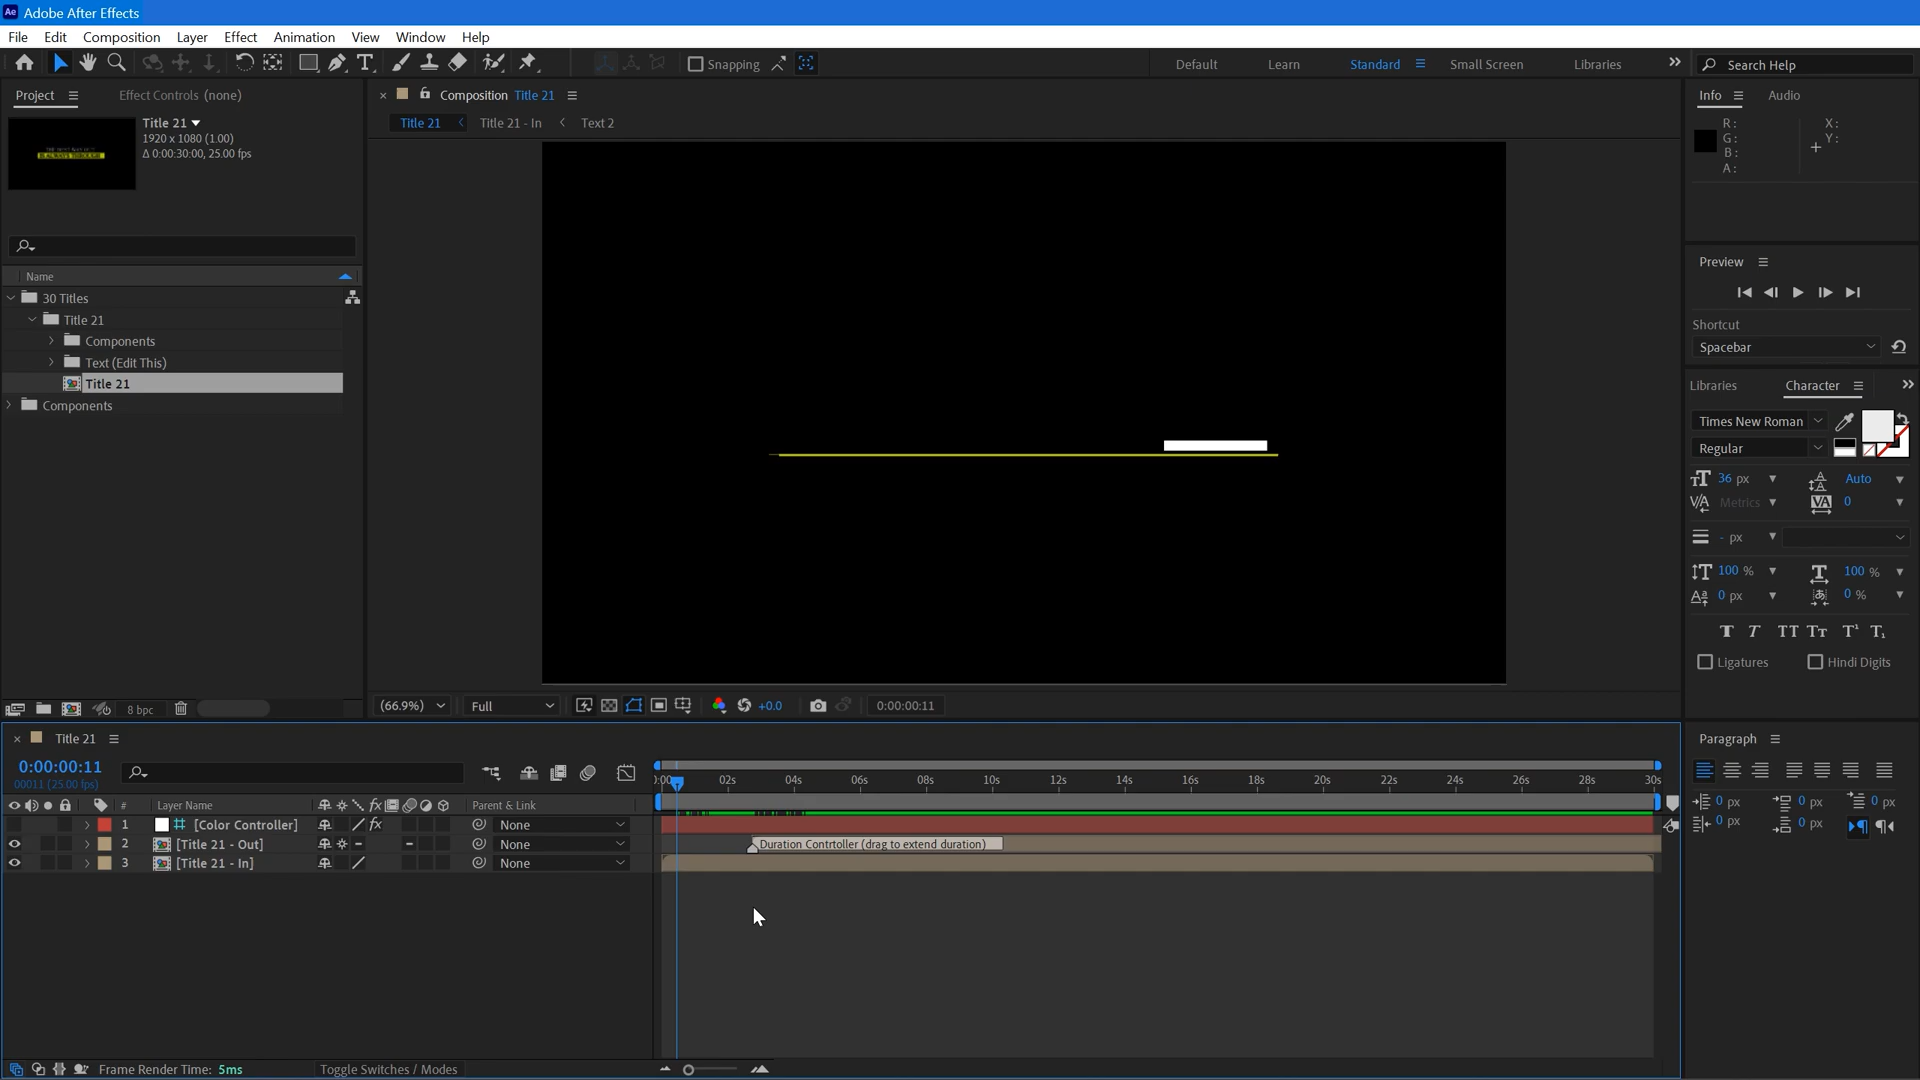 Ae Adobe After Effects
File Edit Composition Layer Effect Animation View Window Help
Snapping Default Learn Standard Small Screen Libraries Search Help
Project Effect Controls (none)
Title 21
1920 x 1080 (1.00)
Δ 0:00:30:00, 25.00 fps
Name
30 Titles
Title 21
Components
Text (Edit This)
Title 21
Components
8 bpc
Composition Title 21
Title 21 Title 21 - In Text 2
(66.9%) Full +0.0 0:00:00:11
Info Audio
R: X:
G: Y:
B:
A:
Preview
Shortcut
Spacebar
Libraries Character
Times New Roman
Regular
36 px Auto
Metrics 0
- px
100 % 100 %
0 px 0 %
Ligatures Hindi Digits
Paragraph
0 px 0 px 0 px
0 px 0 px
Title 21
0:00:00:11
00011 (25.00 fps)
# Layer Name Parent & Link
1 [Color Controller] None
2 [Title 21 - Out] None
3 [Title 21 - In] None
0:00 02s 04s 06s 08s 10s 12s 14s 16s 18s 20s 22s 24s 26s 28s 30s
Duration Contrtoller (drag to extend duration)
Frame Render Time: 5ms Toggle Switches / Modes